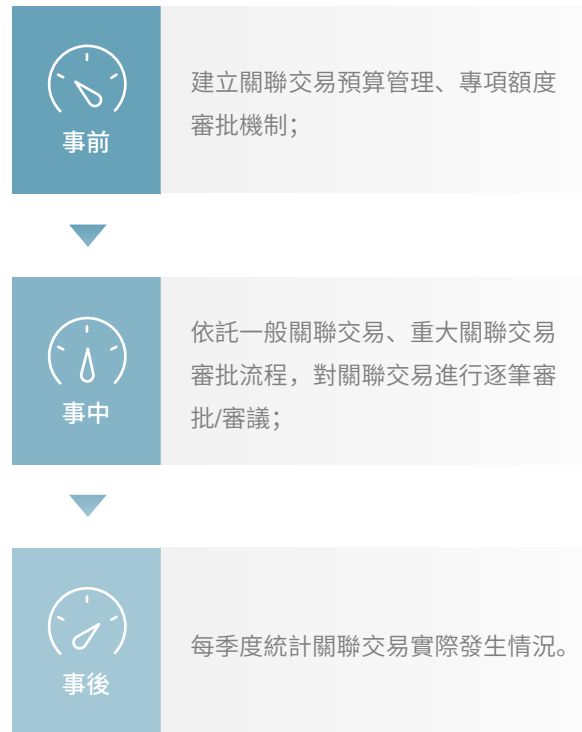 事前
建立關聯交易預算管理、專項額度
審批機制；
事中
依託一般關聯交易、重大關聯交易
審批流程，對關聯交易進行逐筆審
批/審議；
事後
每季度統計關聯交易實際發生情況。